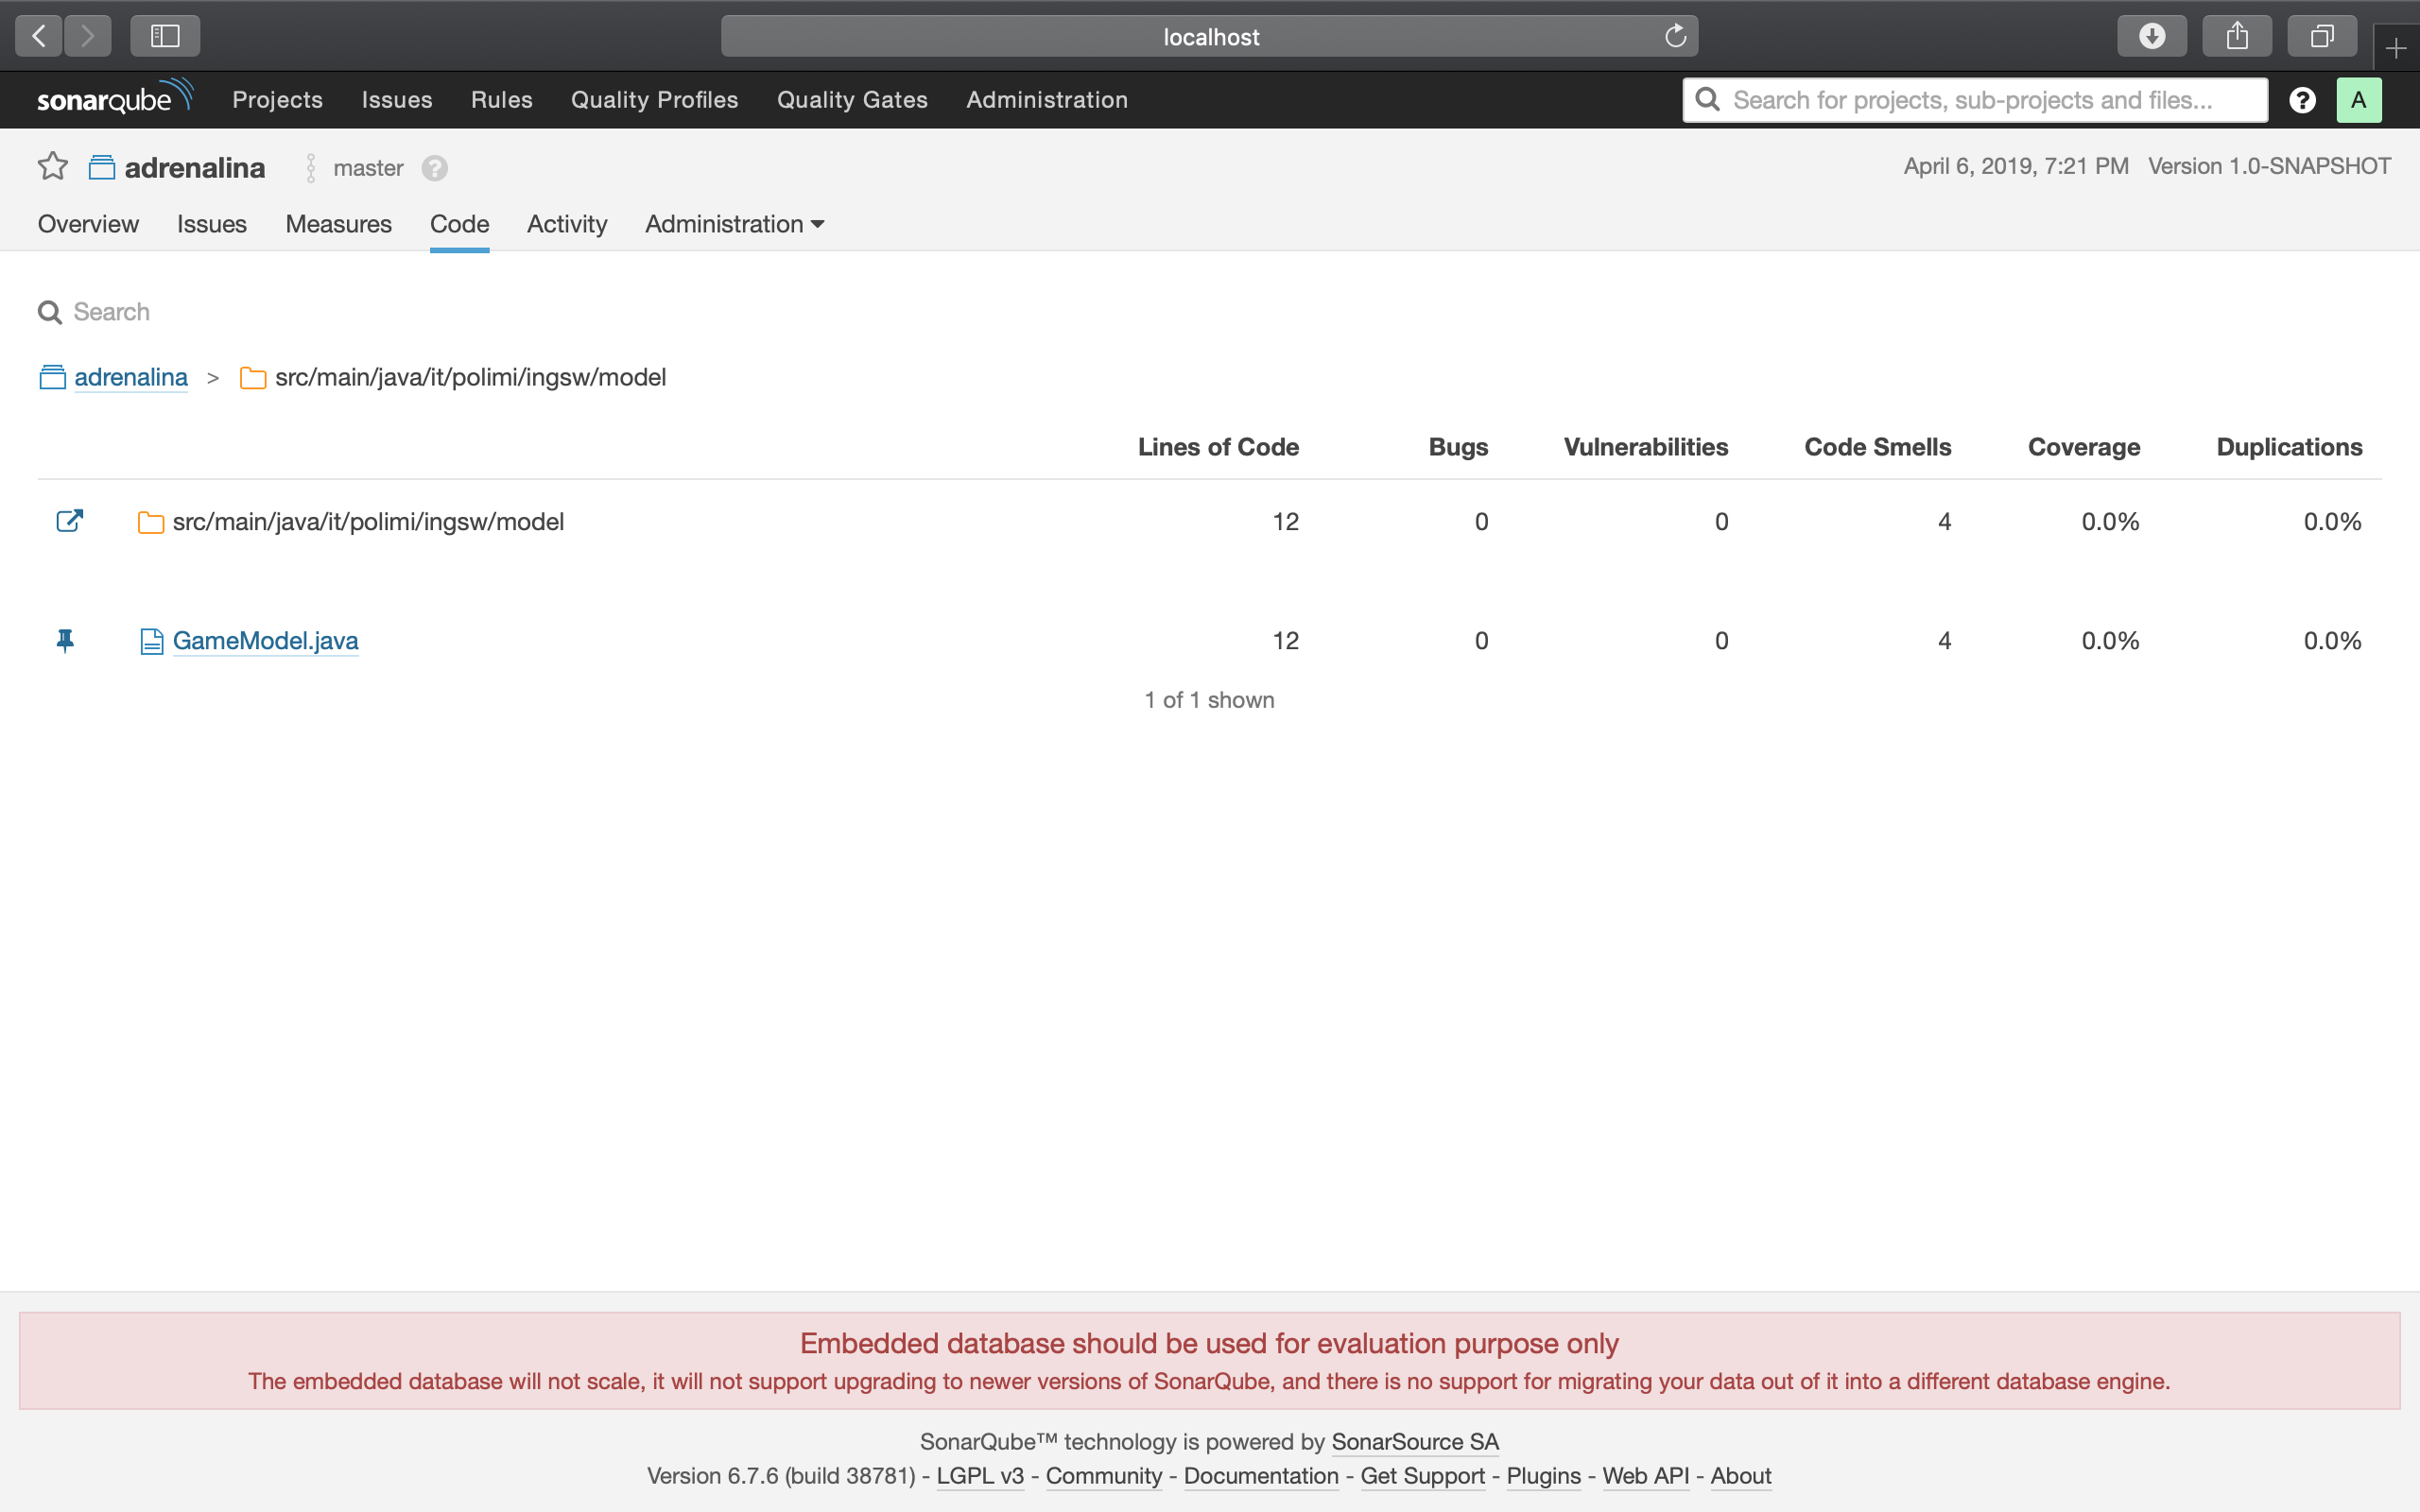 localhost
sonarqube Projects Issues Rules Quality Profiles Quality Gates Administration Search for projects, sub-projects and files... ? A
adrenalina master ? April 6, 2019, 7:21 PM Version 1.0-SNAPSHOT
Overview Issues Measures Code Activity Administration
Search
adrenalina > src/main/java/it/polimi/ingsw/model
Lines of Code Bugs Vulnerabilities Code Smells Coverage Duplications
src/main/java/it/polimi/ingsw/model 12 0 0 4 0.0% 0.0%
GameModel.java 12 0 0 4 0.0% 0.0%
1 of 1 shown
Embedded database should be used for evaluation purpose only
The embedded database will not scale, it will not support upgrading to newer versions of SonarQube, and there is no support for migrating your data out of it into a different database engine.
SonarQube™ technology is powered by SonarSource SA
Version 6.7.6 (build 38781) - LGPL v3 - Community - Documentation - Get Support - Plugins - Web API - About